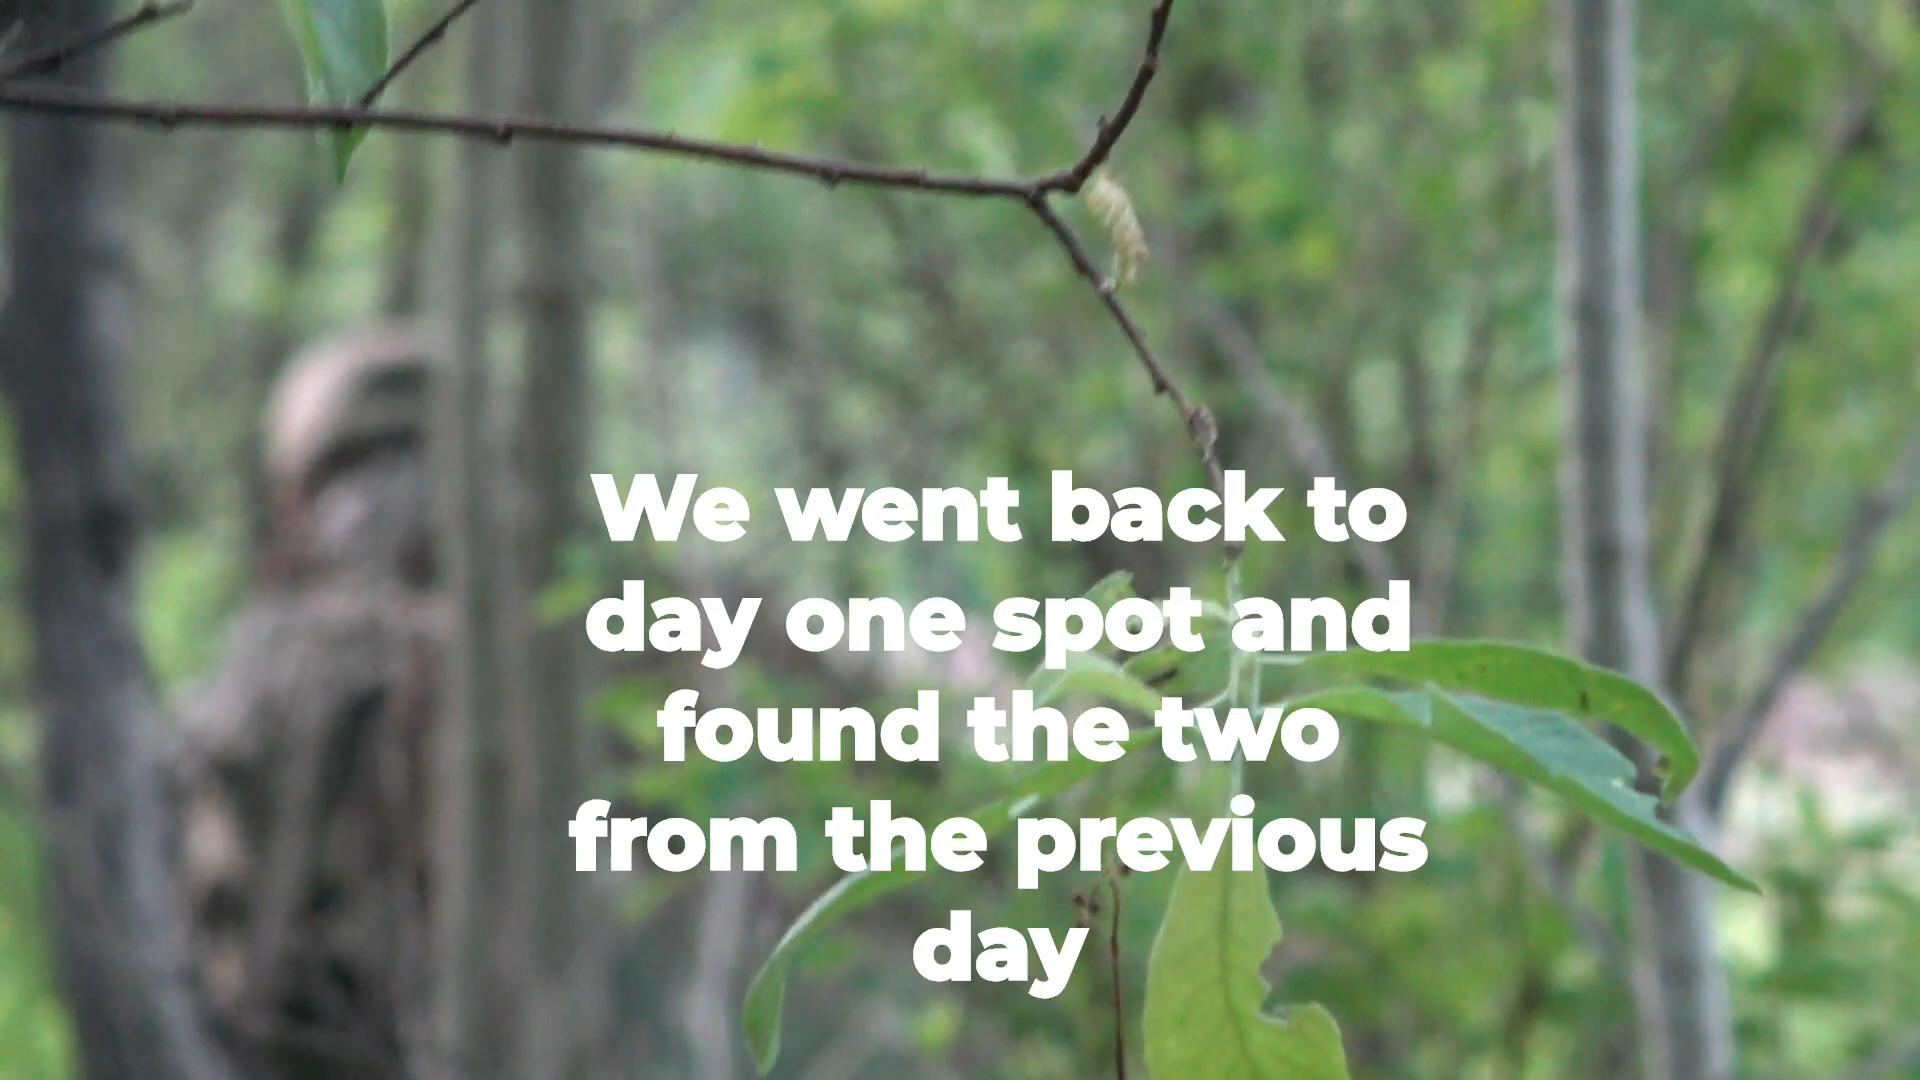 We went back to
day one spot and
found the two
from the previous
day